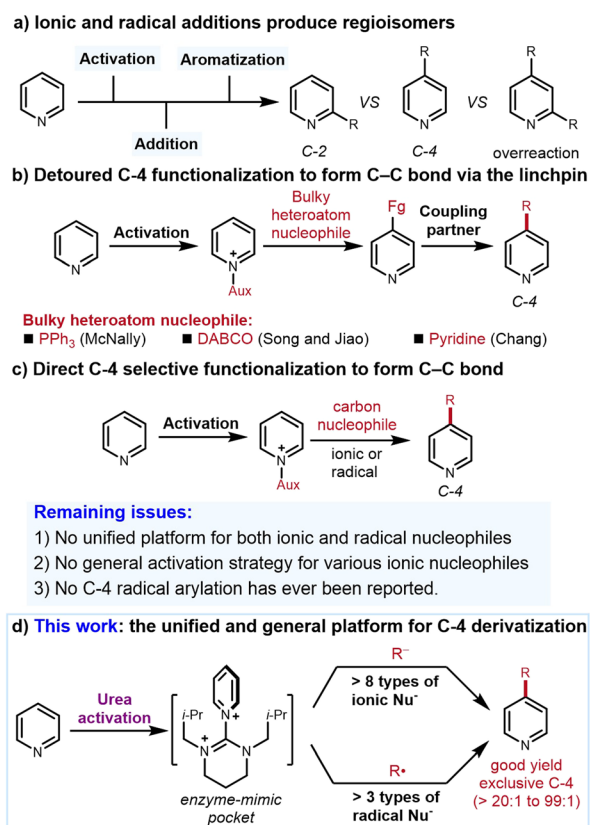 a) Ionic and radical additions produce regioisomers
Activation
Aromatization
Addition
N
N
R
C-2
VS
R
N
C-4
VS
R
N
R
overreaction
b) Detoured C-4 functionalization to form C–C bond via the linchpin
N
Activation
N
+
Aux
Bulky
heteroatom
nucleophile
Fg
N
Coupling
partner
R
N
C-4
Bulky heteroatom nucleophile:
■ PPh3 (McNally)
■ DABCO (Song and Jiao)
■ Pyridine (Chang)
c) Direct C-4 selective functionalization to form C–C bond
N
Activation
N
+
Aux
carbon
nucleophile
ionic or
radical
R
N
C-4
Remaining issues:
1) No unified platform for both ionic and radical nucleophiles
2) No general activation strategy for various ionic nucleophiles
3) No C-4 radical arylation has ever been reported.
d) This work: the unified and general platform for C-4 derivatization
N
Urea
activation
i-Pr
N+
i-Pr
+
N
N
enzyme-mimic
pocket
R–
> 8 types of
ionic Nu-
R•
> 3 types of
radical Nu-
R
N
good yield
exclusive C-4
(> 20:1 to 99:1)